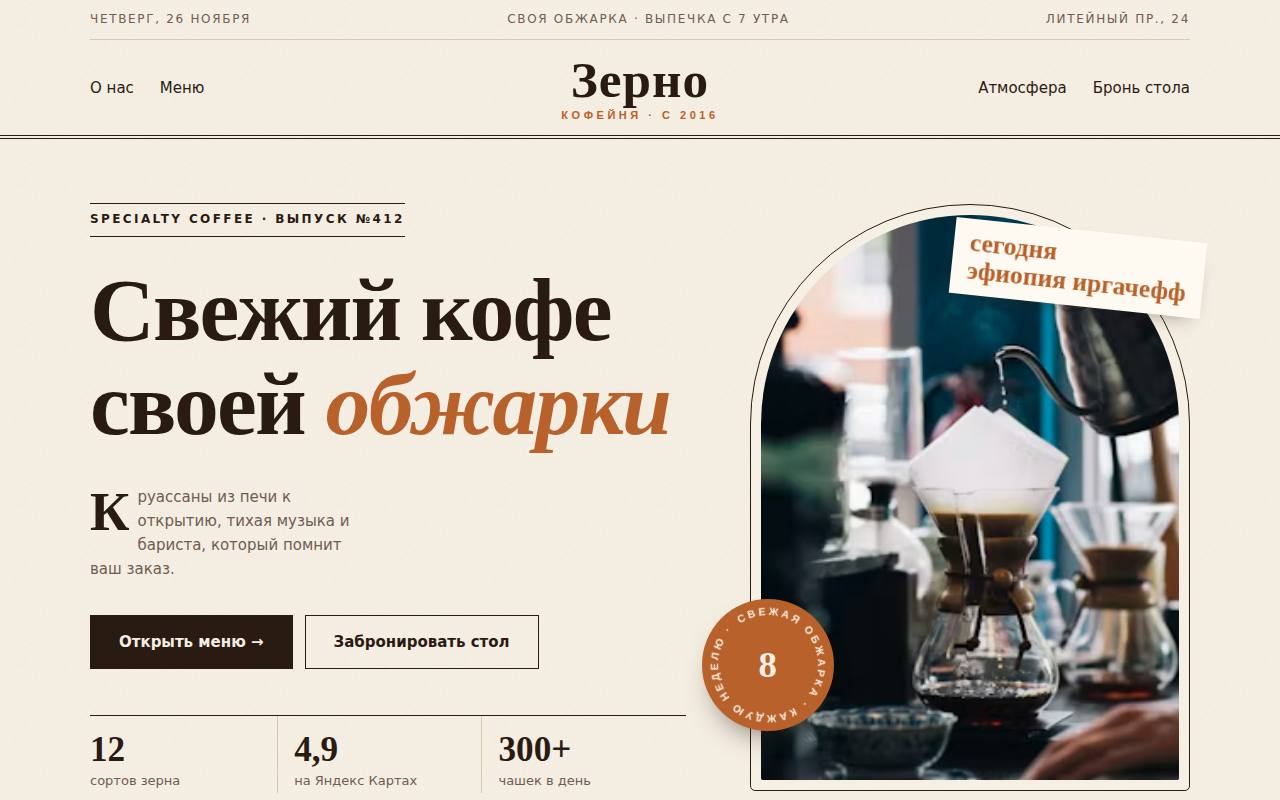 ЧЕТВЕРГ, 26 НОЯБРЯ
СВОЯ ОБЖАРКА · ВЫПЕЧКА С 7 УТРА
ЛИТЕЙНЫЙ ПР., 24
О нас
Меню
Зерно
КОФЕЙНЯ · С 2016
Атмосфера
Бронь стола
SPECIALTY COFFEE · ВЫПУСК №412
Свежий кофе
своей обжарки
Круассаны из печи к
открытию, тихая музыка и
бариста, который помнит
ваш заказ.
Открыть меню →
Забронировать стол
12
сортов зерна
4,9
на Яндекс Картах
300+
чашек в день
сегодня
эфиопия иргачефф
СВЕЖАЯ ОБЖАРКА · КАЖДУЮ НЕДЕЛЮ ·
8